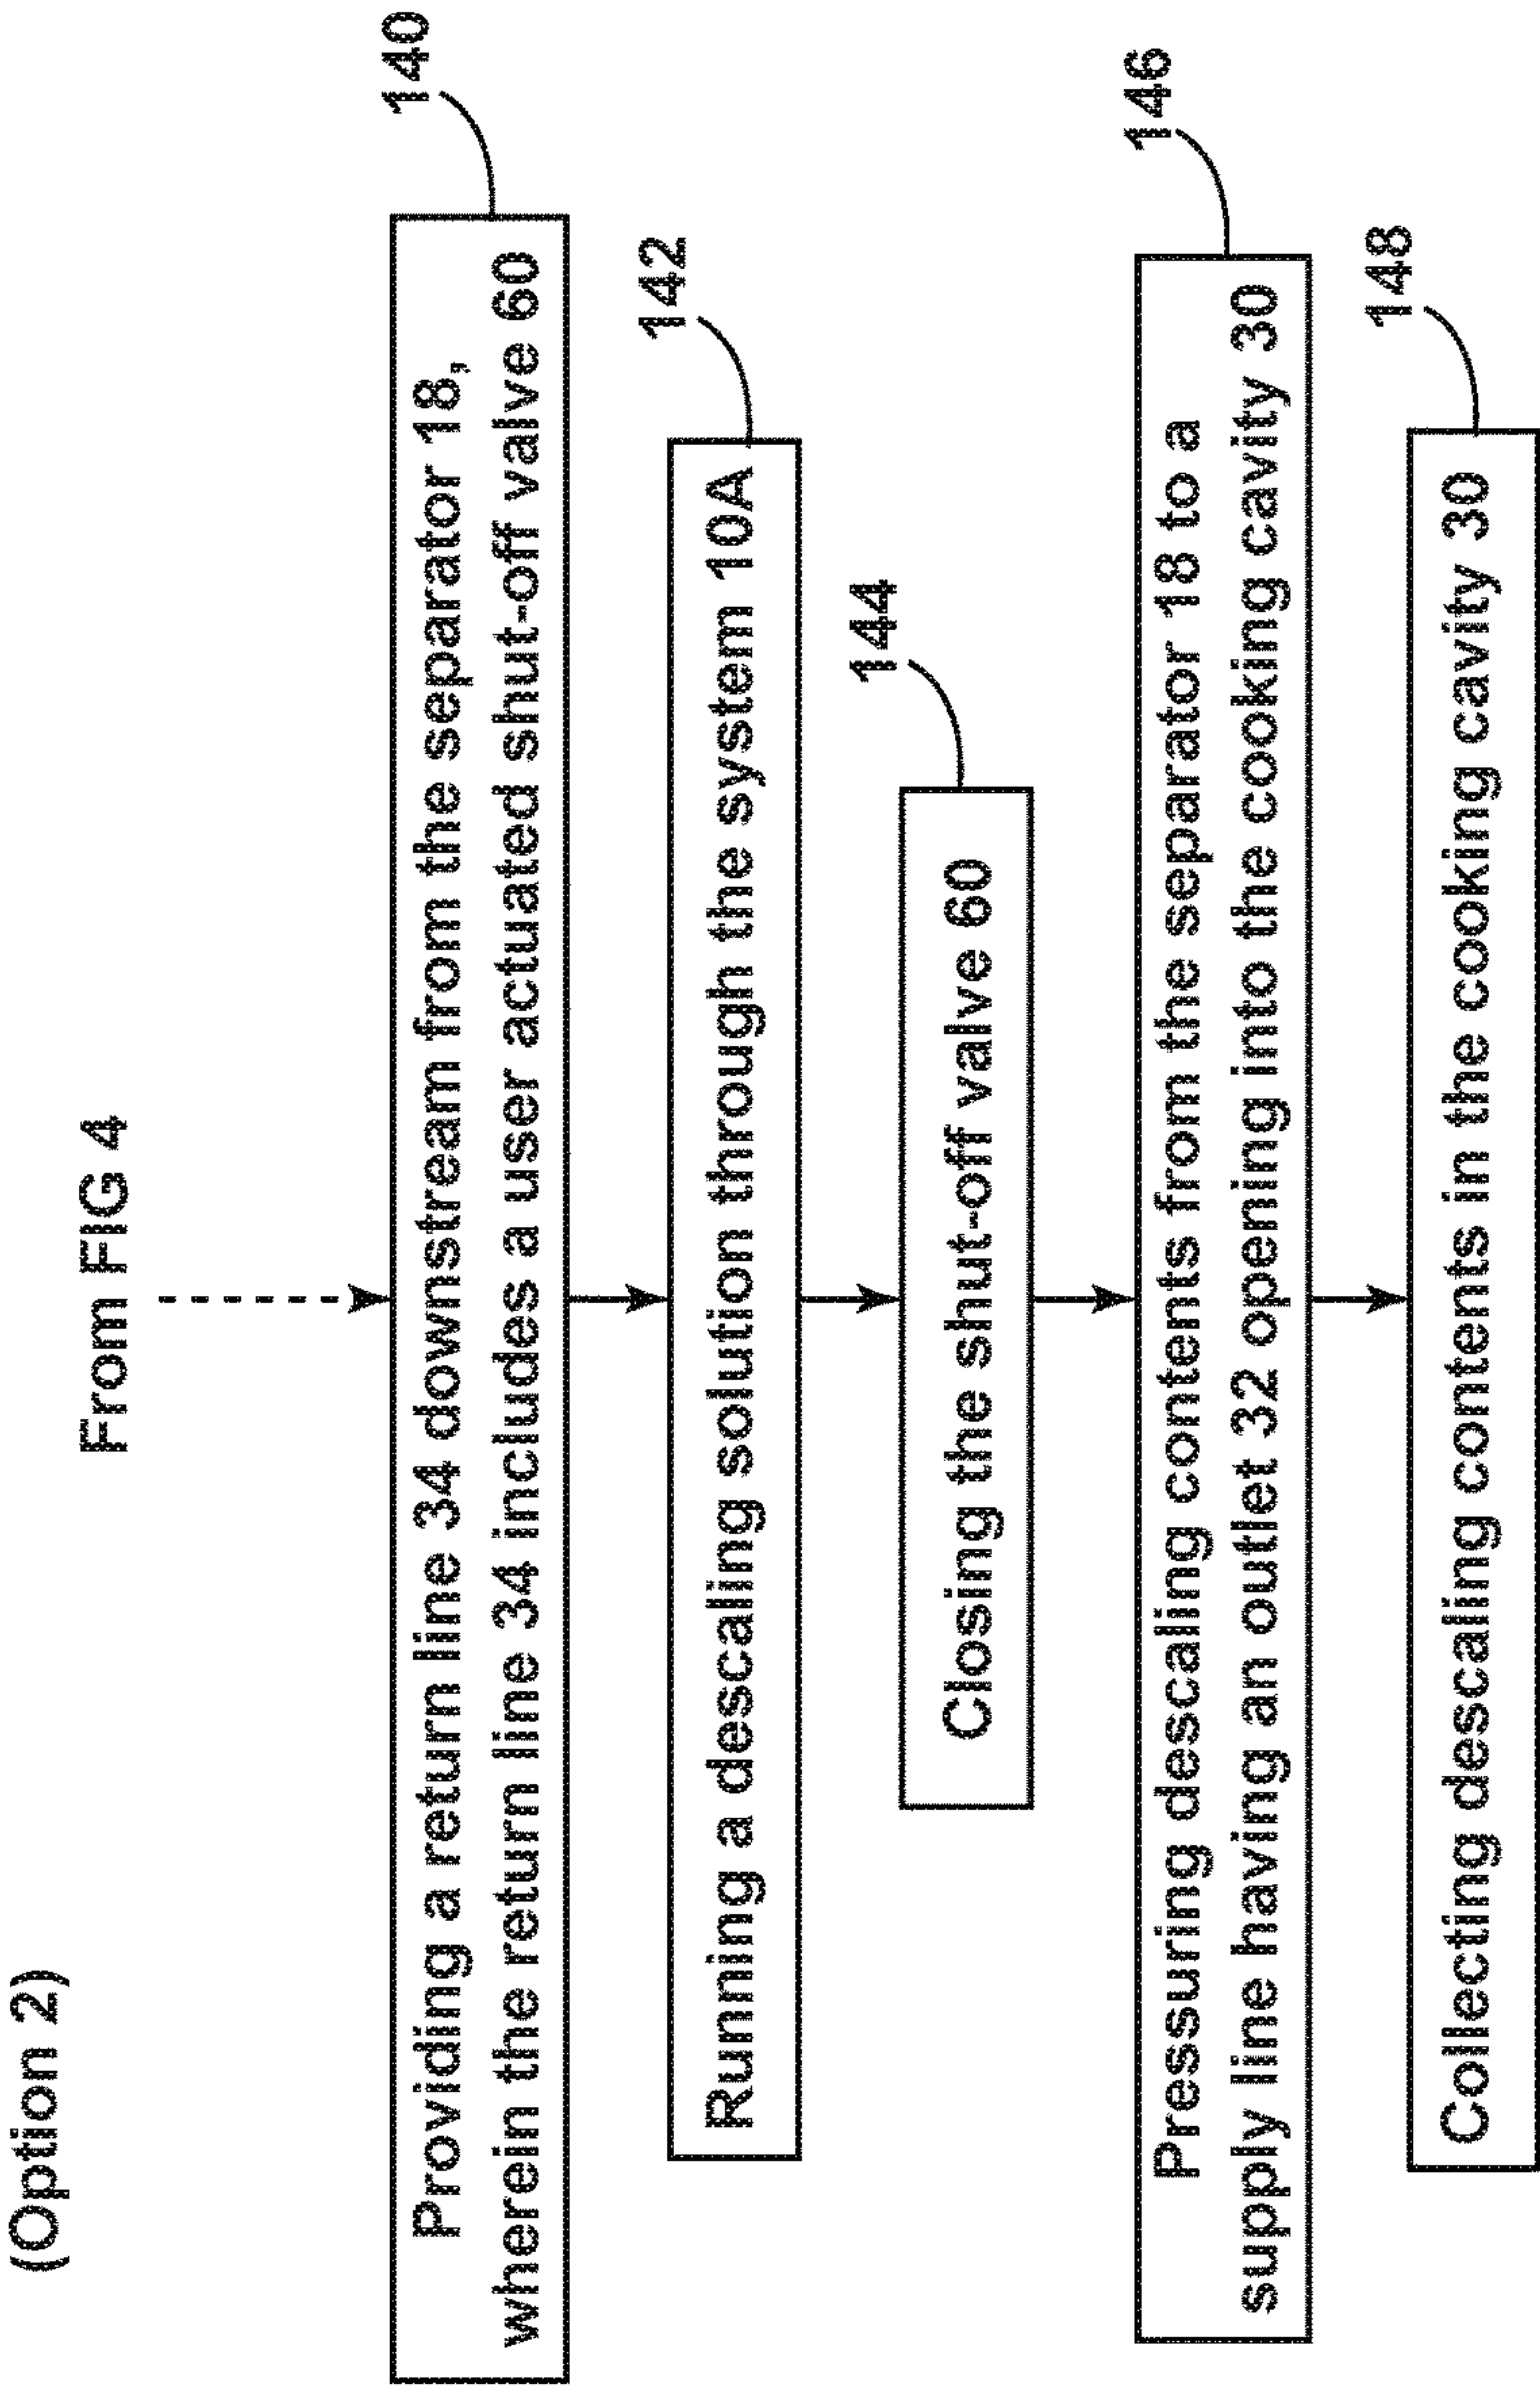 (Option 2)
From FIG 4
Providing a return line 34 downstream from the separator 18,
wherein the return line 34 includes a user actuated shut-off valve 60
140
Running a descaling solution through the system 10A
142
Closing the shut-off valve 60
144
Pressuring descaling contents from the separator 18 to a
supply line having an outlet 32 opening into the cooking cavity 30
146
Collecting descaling contents in the cooking cavity 30
148